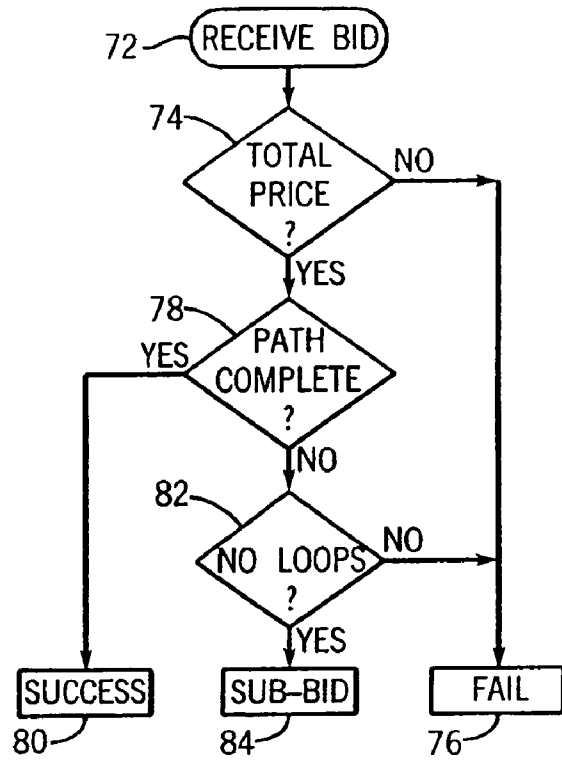 72
RECEIVE BID
74
TOTAL
PRICE
?
NO
YES
78
YES
PATH
COMPLETE
?
NO
82
NO LOOPS
?
NO
YES
SUCCESS
SUB-BID
FAIL
80
84
76